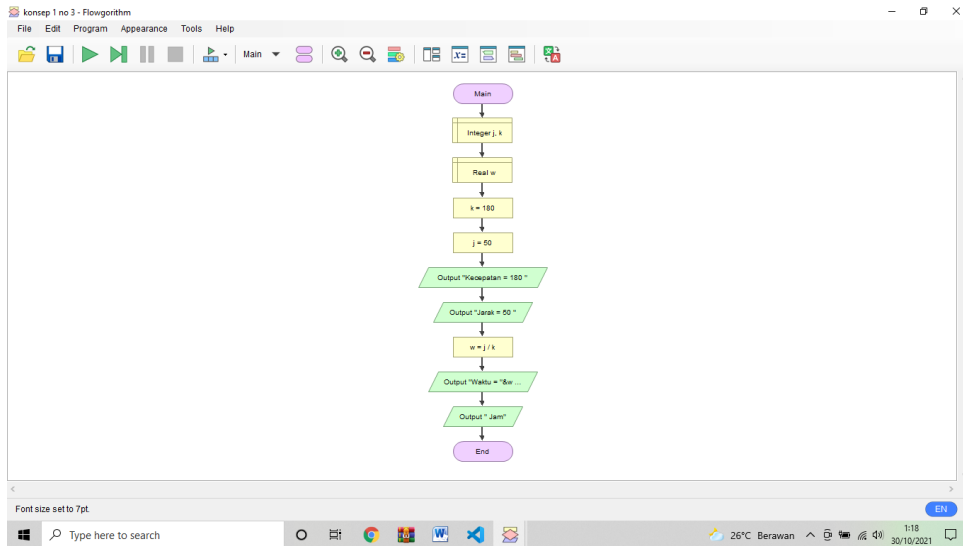 konsep 1 no 3 - Flowgorithm
File Edit Program Appearance Tools Help
Main
Main
Integer j, k
Real w
k = 180
j = 50
Output "Kecepatan = 180 "
Output "Jarak = 50 "
w = j / k
Output "Waktu = "&w ...
Output " Jam"
End
Font size set to 7pt.
EN
Type here to search
26°C Berawan
1:18
30/10/2021